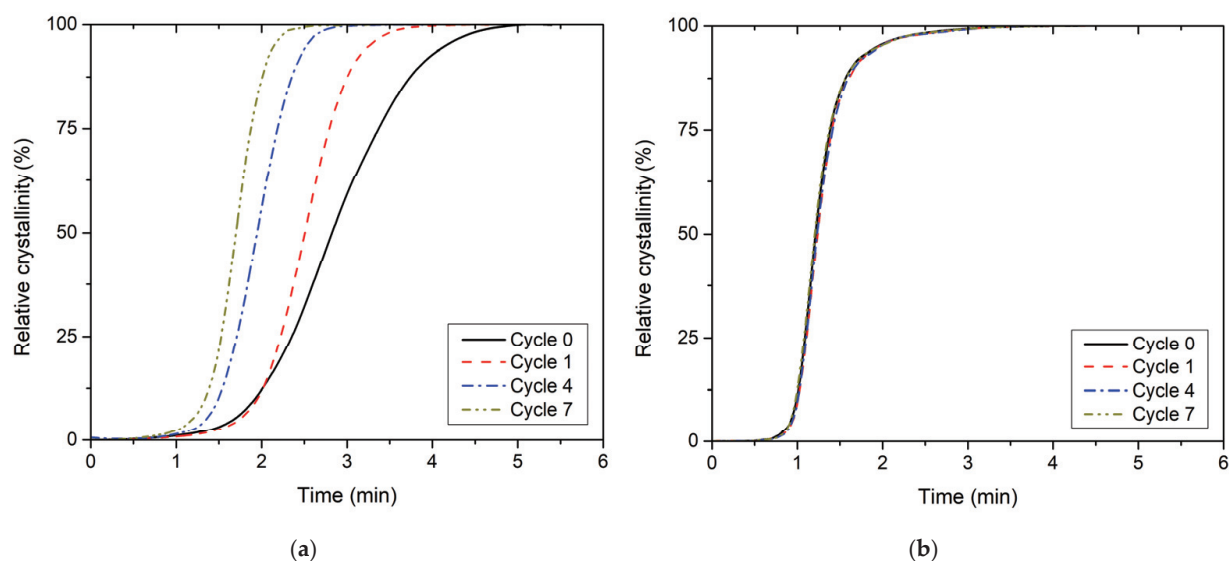 100
75
50
25
0
Relative crystallinity (%)
Cycle 0
Cycle 1
Cycle 4
Cycle 7
0 1 2 3 4 5 6
Time (min)
(a)
100
75
50
25
0
Relative crystallinity (%)
Cycle 0
Cycle 1
Cycle 4
Cycle 7
0 1 2 3 4 5 6
Time (min)
(b)